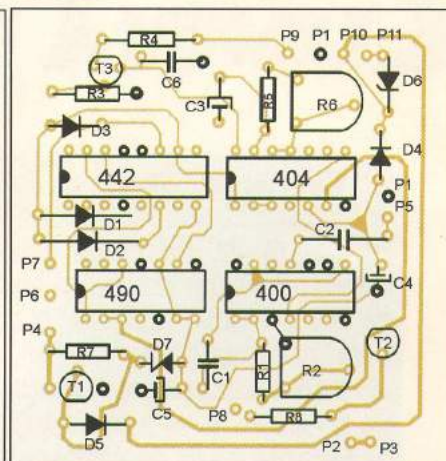 R4
P9
P1
P10
P11
T3
C6
D6
R3
C3
R5
R6
D3
D4
442
404
P1
P5
D1
C2
D2
P7
C4
P6
490
400
P4
D7
R7
T2
C1
R1
R2
T1
C5
P8
R8
D5
P2
P3